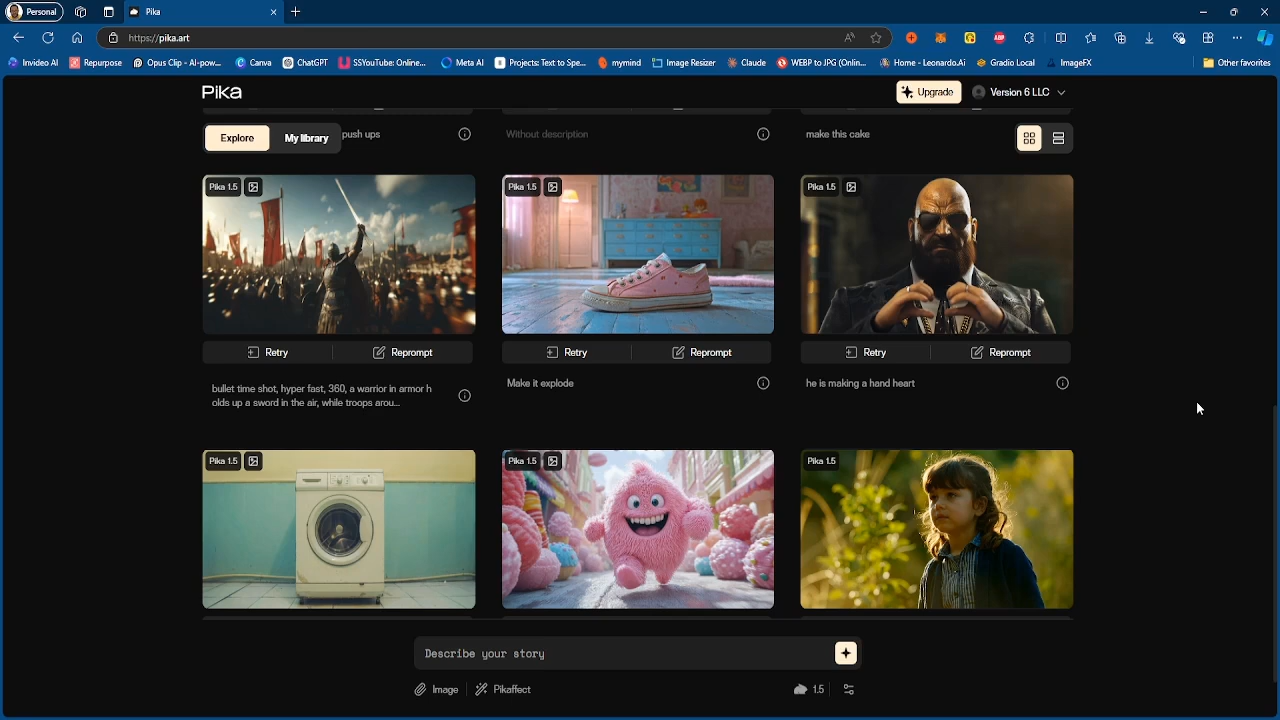 Personal
Pika
https://pika.art
Invideo AI
Repurpose
Opus Clip - AI-pow...
Canva
ChatGPT
SSYouTube: Online...
Meta AI
Projects: Text to Spe...
mymind
Image Resizer
Claude
WEBP to JPG (Onlin...
Home - Leonardo.Ai
Gradio Local
ImageFX
Other favorites
Pika
Upgrade
Version 6 LLC
Explore
My library
push ups
Without description
make this cake
Pika 1.5
Pika 1.5
Pika 1.5
Retry
Reprompt
Retry
Reprompt
Retry
Reprompt
bullet time shot, hyper fast, 360, a warrior in armor h
olds up a sword in the air, while troops arou...
Make it explode
he is making a hand heart
Pika 1.5
Pika 1.5
Pika 1.5
Describe your story
Image
Pikaffect
1.5